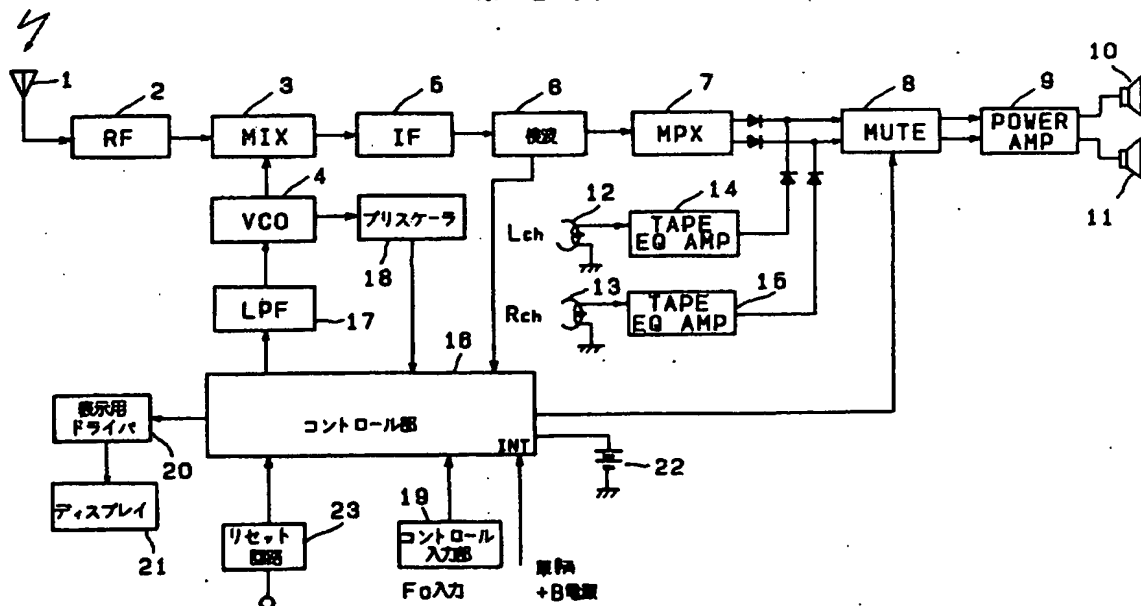 1
2
3
5
6
7
8
9
10
RF
MIX
IF
検波
MPX
MUTE
POWER
AMP
11
4
VCO
プリスケーラ
18
12
Lch
14
TAPE
EQ AMP
13
Rch
15
TAPE
EQ AMP
LPF
17
16
コントロール部
INT
22
表示用
ドライバ
20
ディスプレイ
21
リセット
回路
23
19
コントロール
入力部
Fo入力
+B電源